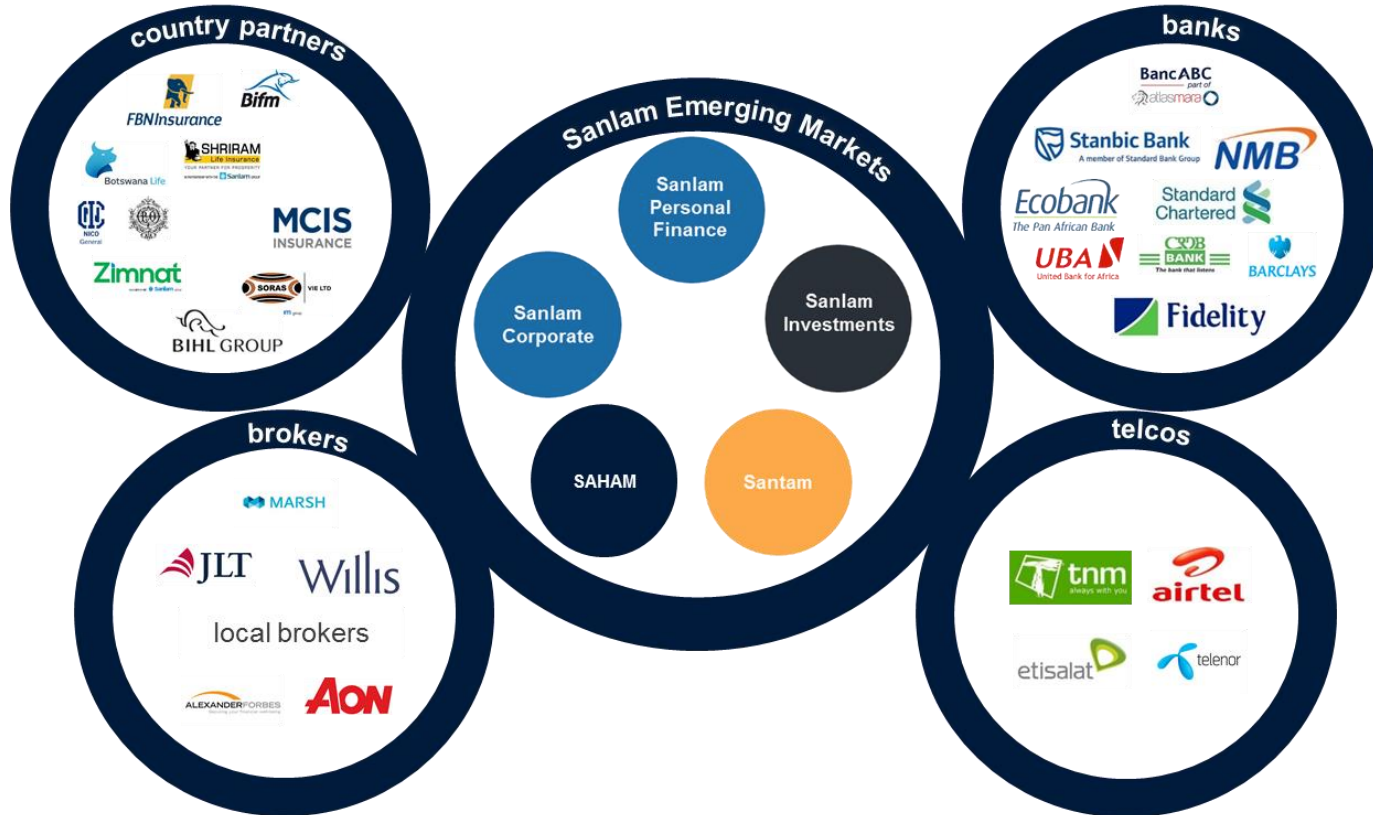 country partners
FBNInsurance
Bifm
Botswana Life
SHRIRAM
Life Insurance
YOUR PARTNER FOR PROSPERITY
NICO
General
MCIS
INSURANCE
Zimnat
SORAS
VIE LTD
BIHL GROUP
banks
BancABC
part of
atlasmara
Stanbic Bank
A member of Standard Bank Group
NMB
Ecobank
The Pan African Bank
Standard
Chartered
UBA
United Bank for Africa
CRDB
BANK
The bank that listens
BARCLAYS
Fidelity
Sanlam Emerging Markets
Sanlam
Personal
Finance
Sanlam
Corporate
Sanlam
Investments
SAHAM
Santam
brokers
MARSH
JLT
Willis
local brokers
ALEXANDERFORBES
AON
telcos
tnm
always with you
airtel
etisalat
telenor